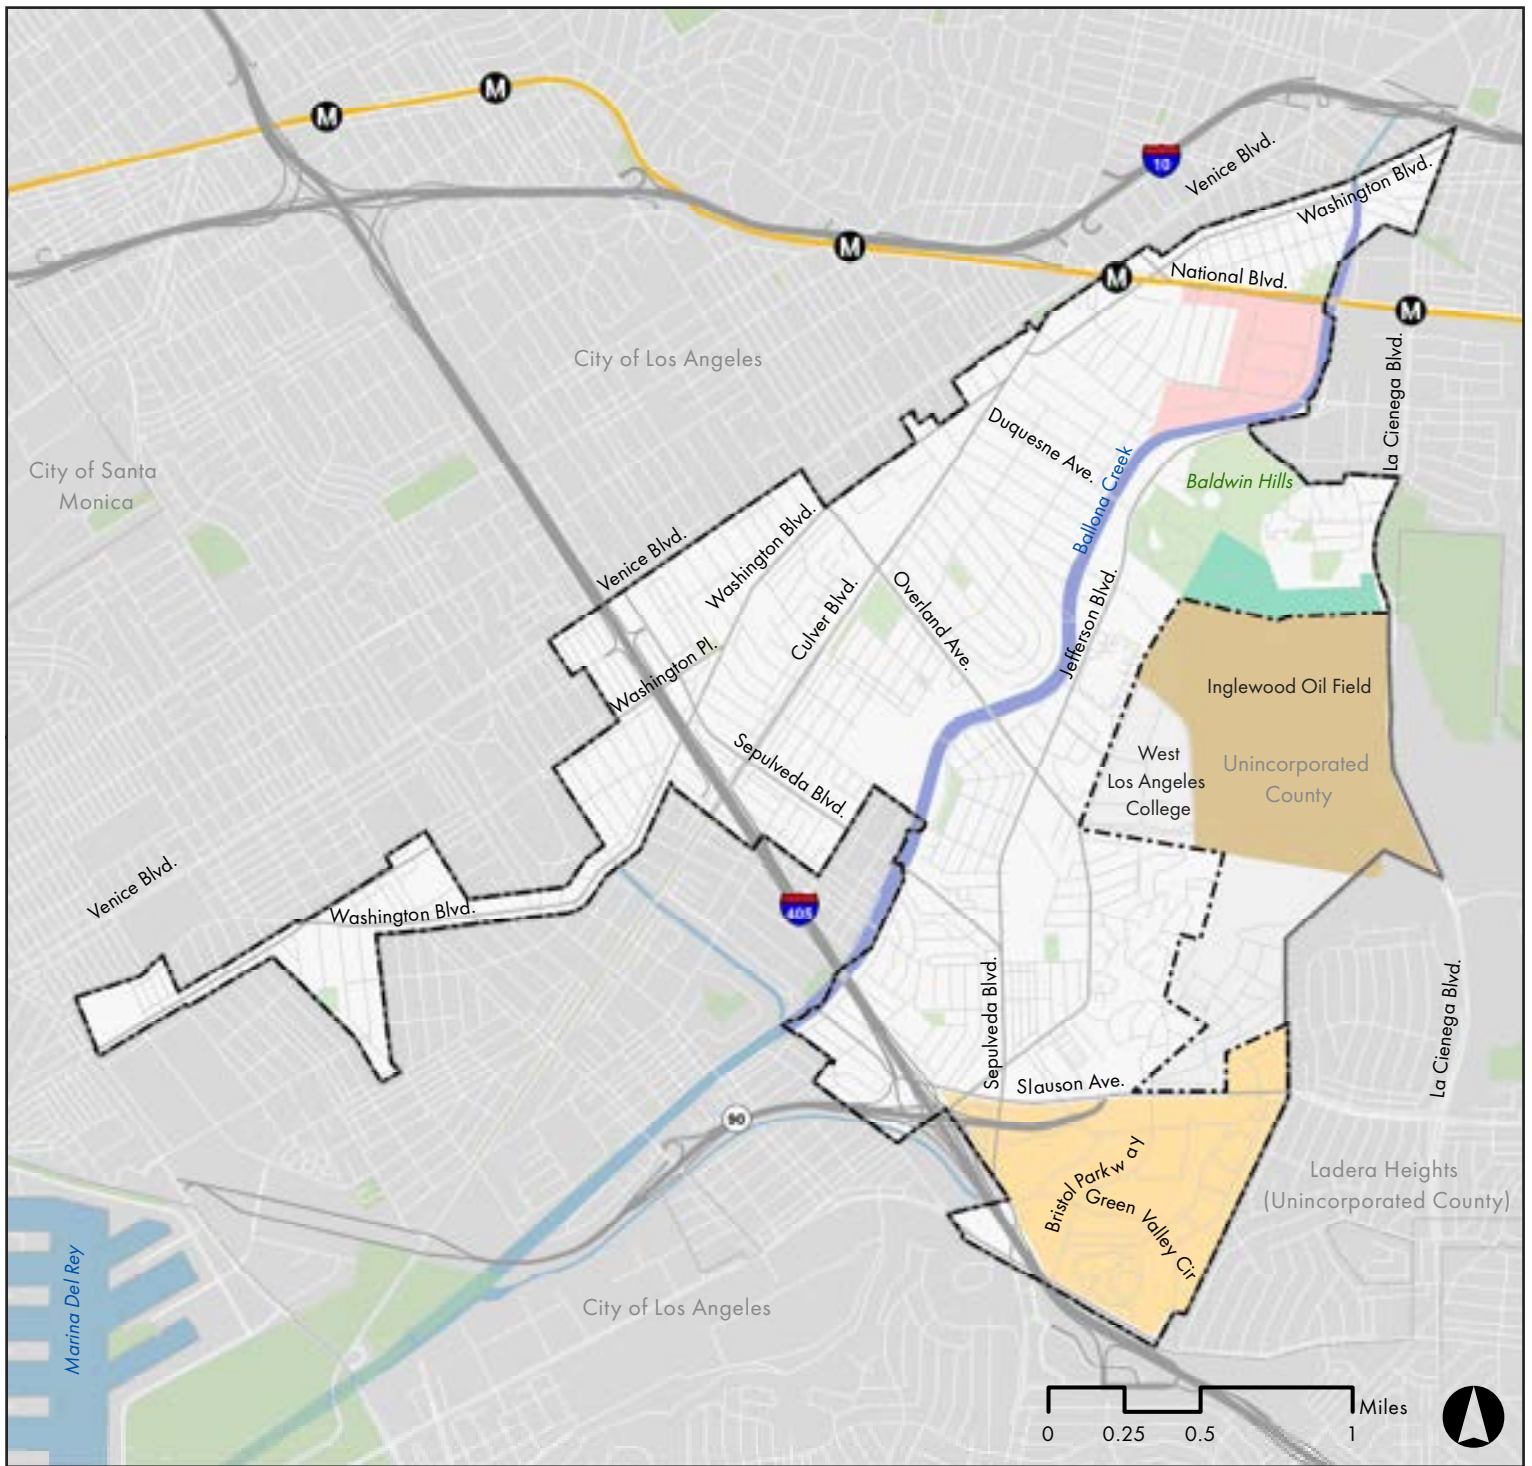 M
M
10
Venice Blvd.
Washington Blvd.
M
M
National Blvd.
M
City of Los Angeles
La Cienega Blvd.
Duquesne Ave.
City of Santa
Monica
Ballona Creek
Baldwin Hills
Venice Blvd.
Washington Blvd.
Culver Blvd.
Overland Ave.
Jefferson Blvd.
Washington Pl.
Inglewood Oil Field
Sepulveda Blvd.
West
Los Angeles
College
Unincorporated
County
Venice Blvd.
Washington Blvd.
405
Sepulveda Blvd.
La Cienega Blvd.
Slauson Ave.
90
Bristol Parkway
Green Valley Cir
Ladera Heights
(Unincorporated County)
Marina Del Rey
City of Los Angeles
Miles
0 0.25 0.5 1